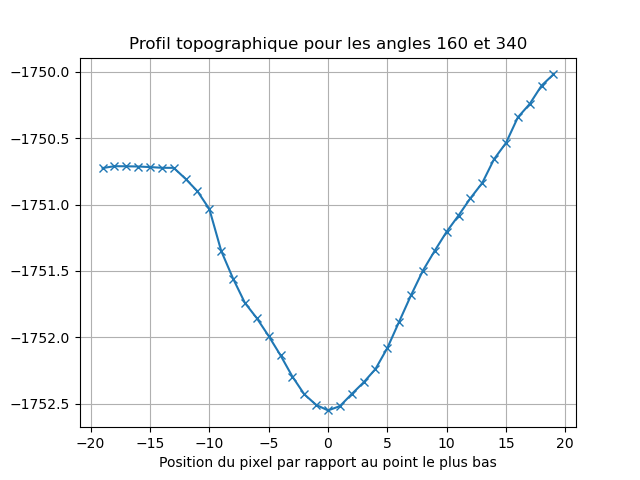 Profil topographique pour les angles 160 et 340
−1750.0
−1750.5
−1751.0
−1751.5
−1752.0
−1752.5
−20 −15 −10 −5 0 5 10 15 20
Position du pixel par rapport au point le plus bas